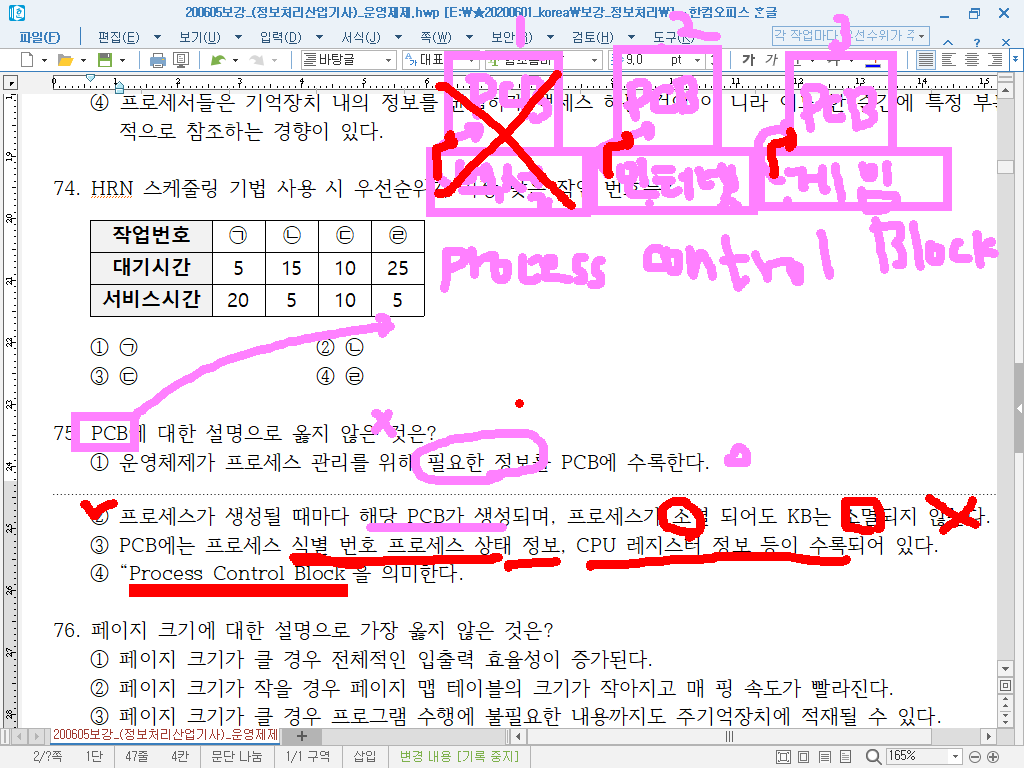 200605보강_(정보처리산업기사)_운영체제.hwp [E:₩★20200601_korea₩보강_정보처리₩] - 한컴오피스 한글
파일(F) 편집(E) 보기(U) 입력(D) 서식(J) 쪽(W) 보안 검토(H) 도구
각 작업마다 우선수위가 주
바탕글 대표 9.0 pt 가 가
1 2 3
PCB PCB PCB
인터넷 게임
Process Control Block
④ 프로세서들은 기억장치 내의 정보를 특정 부분
적으로 참조하는 경향이 있다.
74. HRN 스케줄링 기법 사용 시 우선순위가
작업번호 ㉠ ㉡ ㉢ ㉣
대기시간 5 15 10 25
서비스시간 20 5 10 5
① ㉠ ② ㉡
③ ㉢ ④ ㉣
75. PCB에 대한 설명으로 옳지 않은 것은?
① 운영체제가 프로세스 관리를 위해 필요한 정보를 PCB에 수록한다.
② 프로세스가 생성될 때마다 해당 PCB가 생성되며, 프로세스가 소멸 되어도 KB는 소멸되지 않는다.
③ PCB에는 프로세스 식별 번호 프로세스 상태 정보, CPU 레지스터 정보 등이 수록되어 있다.
④ “Process Control Block 을 의미한다.
76. 페이지 크기에 대한 설명으로 가장 옳지 않은 것은?
① 페이지 크기가 클 경우 전체적인 입출력 효율성이 증가된다.
② 페이지 크기가 작을 경우 페이지 맵 테이블의 크기가 작아지고 매 핑 속도가 빨라진다.
③ 페이지 크기가 클 경우 프로그램 수행에 불필요한 내용까지도 주기억장치에 적재될 수 있다.
200605보강_(정보처리산업기사)_운영체제
2/?쪽 1단 47줄 4칸 문단 나눔 1/1 구역 삽입 변경 내용 [기록 중지] 165%